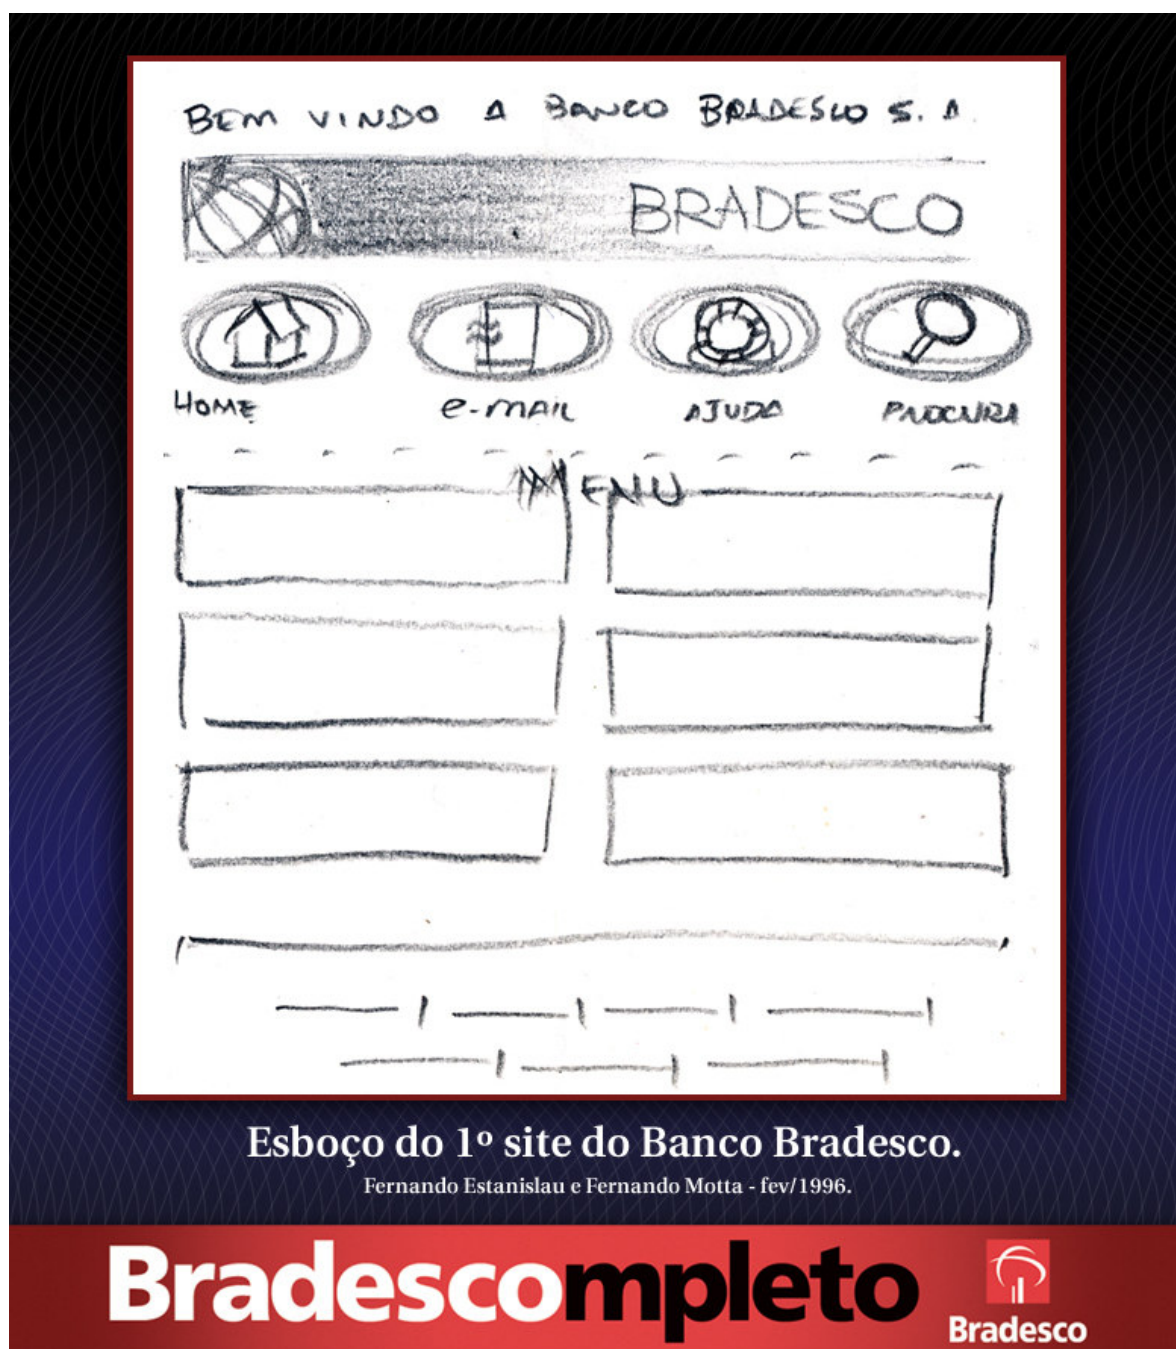 BEM VINDO A BANCO BRADESCO S. A.
BRADESCO
HOME e-mAIL AJUDA PROCURA
MENU
Esboço do 1º site do Banco Bradesco.
Fernando Estanislau e Fernando Motta - fev/1996.
Bradescompleto
Bradesco